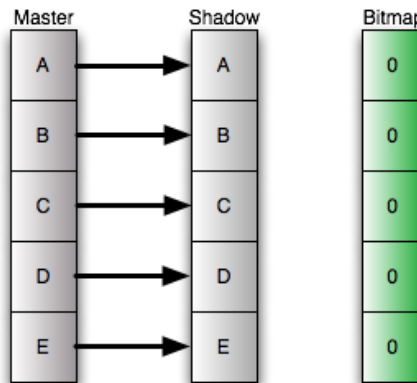 Master Shadow Bitmap
A A 0
B B 0
C C 0
D D 0
E E 0